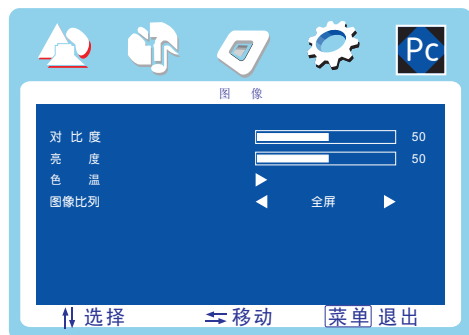 Pc
图 像
对 比 度 50
亮 度 50
色 温
图像比列 全屏
选择 移动 菜单 退出